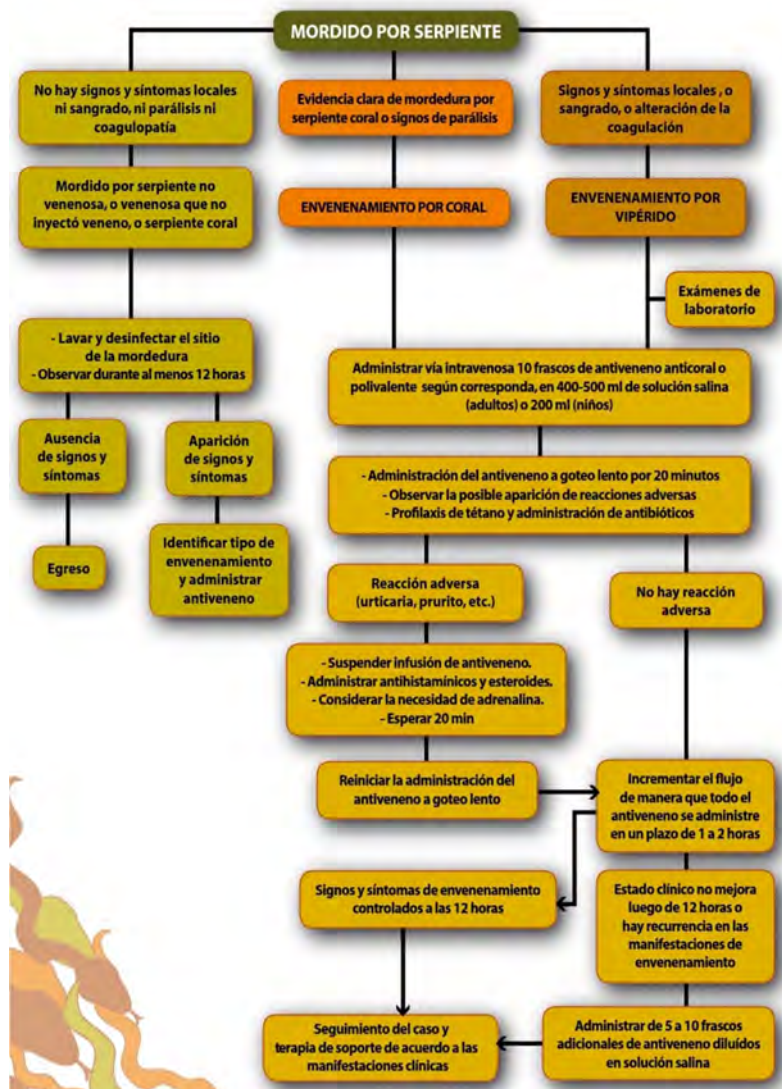 MORDIDO POR SERPIENTE
No hay signos y síntomas locales
ni sangrado, ni parálisis ni
coagulopatía
Evidencia clara de mordedura por
serpiente coral o signos de parálisis
Signos y síntomas locales , o
sangrado, o alteración de la
coagulación
Mordido por serpiente no
venenosa, o venenosa que no
inyectó veneno, o serpiente coral
ENVENENAMIENTO POR CORAL
ENVENENAMIENTO POR
VIPÉRIDO
Exámenes de
laboratorio
- Lavar y desinfectar el sitio
de la mordedura
- Observar durante al menos 12 horas
Administrar vía intravenosa 10 frascos de antiveneno anticoral o
polivalente según corresponda, en 400-500 ml de solución salina
(adultos) o 200 ml (niños)
Ausencia
de signos y
síntomas
Aparición
de signos y
síntomas
- Administración del antiveneno a goteo lento por 20 minutos
- Observar la posible aparición de reacciones adversas
- Profilaxis de tétano y administración de antibióticos
Egreso
Identificar tipo de
envenenamiento
y administrar
antiveneno
Reacción adversa
(urticaria, prurito, etc.)
No hay reacción
adversa
- Suspender infusión de antiveneno.
- Administrar antihistamínicos y esteroides.
- Considerar la necesidad de adrenalina.
- Esperar 20 min
Reiniciar la administración del
antiveneno a goteo lento
Incrementar el flujo
de manera que todo el
antiveneno se administre
en un plazo de 1 a 2 horas
Signos y síntomas de envenenamiento
controlados a las 12 horas
Estado clínico no mejora
luego de 12 horas o
hay recurrencia en las
manifestaciones de
envenenamiento
Seguimiento del caso y
terapia de soporte de acuerdo a las
manifestaciones clínicas
Administrar de 5 a 10 frascos
adicionales de antiveneno diluídos
en solución salina